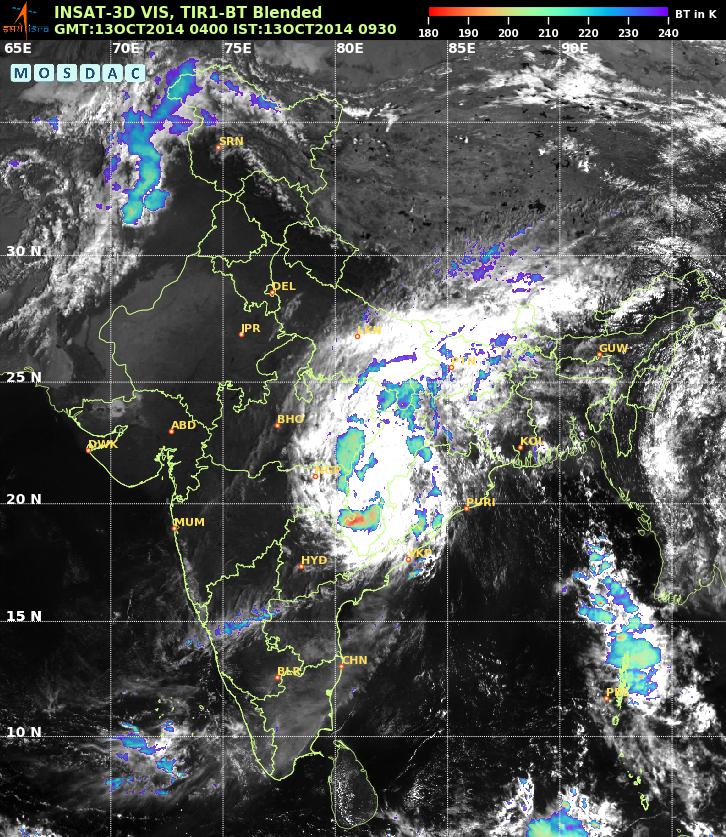 INSAT-3D VIS, TIR1-BT Blended
GMT:13OCT2014 0400 IST:13OCT2014 0930
BT in K
180 190 200 210 220 230 240
65E 70E 75E 80E 85E 90E
M O S D A C
SRN
30 N
DEL
JPR
LKN
GUW
PTN
25 N
ABD
BHO
DWK
KOL
NGP
20 N
PURI
MUM
VKP
HYD
15 N
CHN
BLR
PBL
10 N